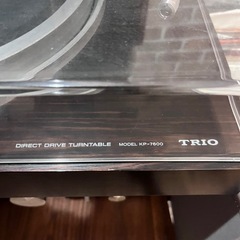 DIRECT DRIVE TURNTABLE MODEL KP-7600 TRIO